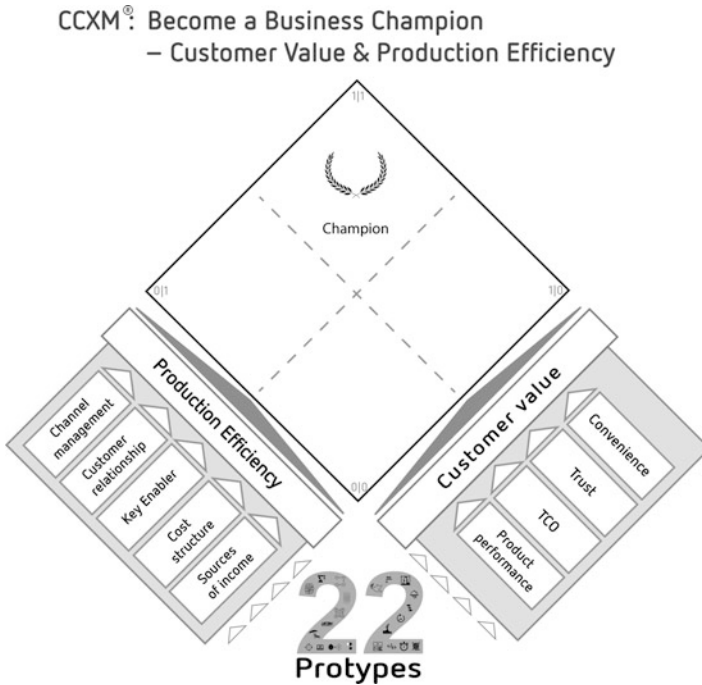 CCXM®: Become a Business Champion
– Customer Value & Production Efficiency
1|1
Champion
0|1
1|0
0|0
Production Efficiency
Channel
management
Customer
relationship
Key Enabler
Cost
structure
Sources
of income
Customer value
Convenience
Trust
TCO
Product
performance
22
Protypes